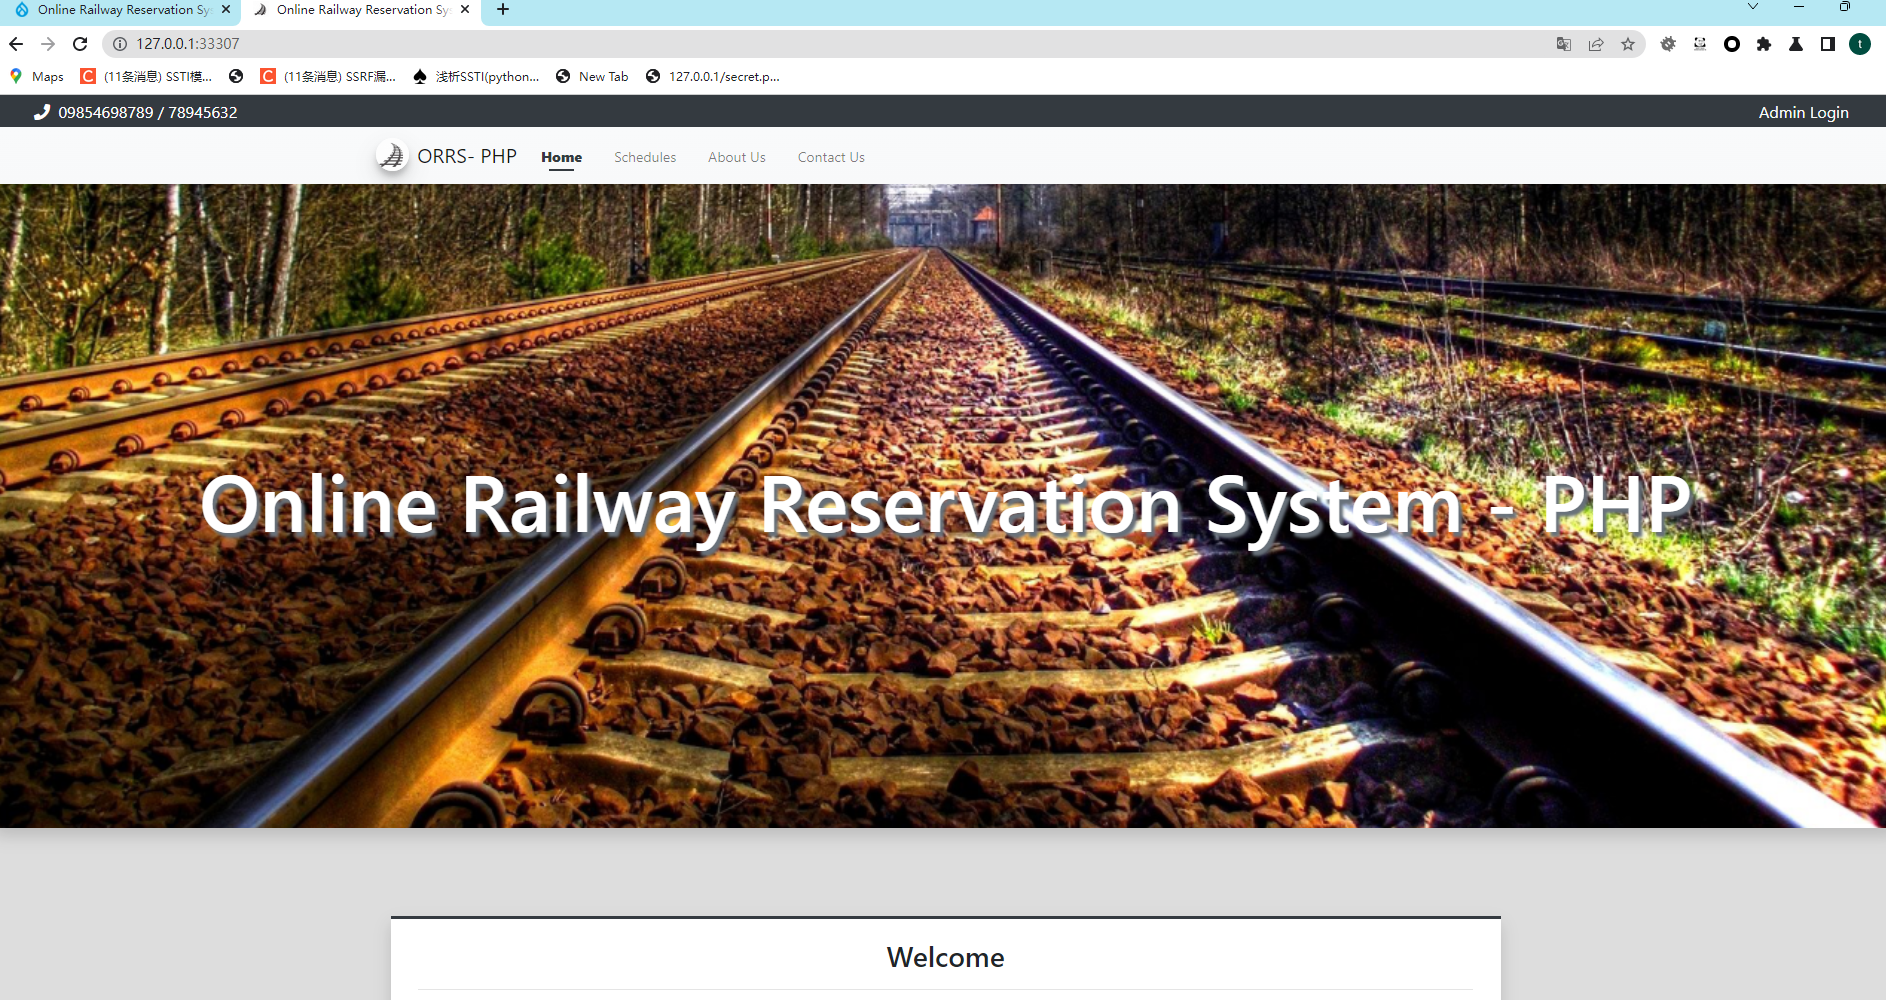 Online Railway Reservation Sy
Online Railway Reservation Sy
127.0.0.1:33307
t
Maps
C (11条消息) SSTI模...
C (11条消息) SSRF漏...
浅析SSTI(python...
New Tab
127.0.0.1/secret.p...
09854698789 / 78945632
Admin Login
ORRS- PHP
Home
Schedules
About Us
Contact Us
Online Railway Reservation System - PHP
Welcome